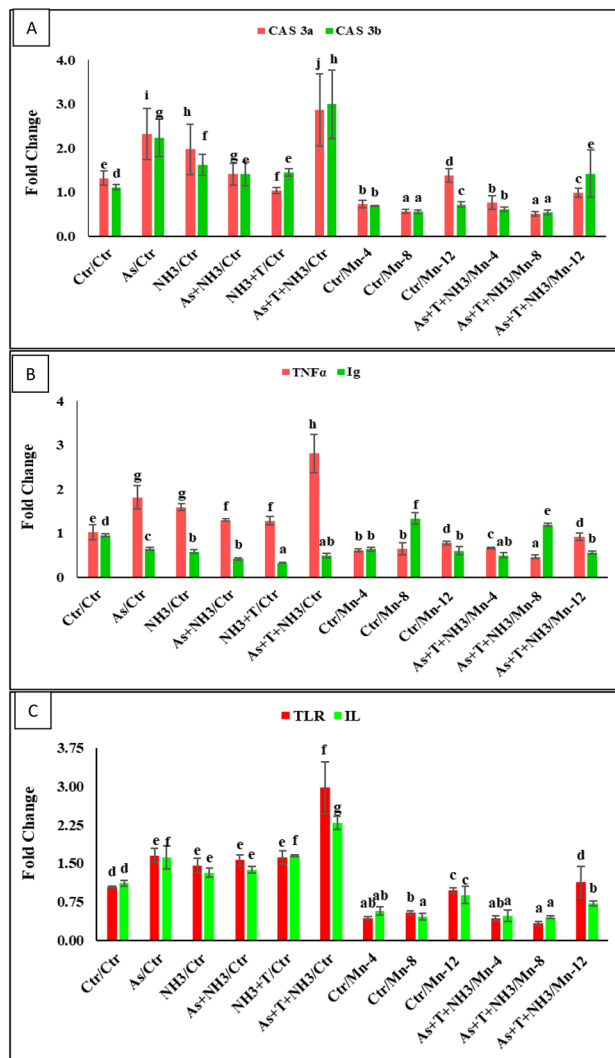 A
CAS 3a CAS 3b
Fold Change
4.0
3.0
2.0
1.0
0.0
e d i g h f g e f e j h b b a a d c b b a a c e
Ctr/Ctr
As/Ctr
NH3/Ctr
As+NH3/Ctr
NH3+T/Ctr
As+T+NH3/Ctr
Ctr/Mn-4
Ctr/Mn-8
Ctr/Mn-12
As+T+NH3/Mn-4
As+T+NH3/Mn-8
As+T+NH3/Mn-12
B
TNFα Ig
Fold Change
4
3
2
1
0
e d g c g b f b f a h ab b b b f d b c ab a e d b
Ctr/Ctr
As/Ctr
NH3/Ctr
As+NH3/Ctr
NH3+T/Ctr
As+T+NH3/Ctr
Ctr/Mn-4
Ctr/Mn-8
Ctr/Mn-12
As+T+NH3/Mn-4
As+T+NH3/Mn-8
As+T+NH3/Mn-12
C
TLR IL
Fold Change
3.75
3.00
2.25
1.50
0.75
0.00
d d e f e e e e e f f g ab ab b a c c ab a a a d b
Ctr/Ctr
As/Ctr
NH3/Ctr
As+NH3/Ctr
NH3+T/Ctr
As+T+NH3/Ctr
Ctr/Mn-4
Ctr/Mn-8
Ctr/Mn-12
As+T+NH3/Mn-4
As+T+NH3/Mn-8
As+T+NH3/Mn-12